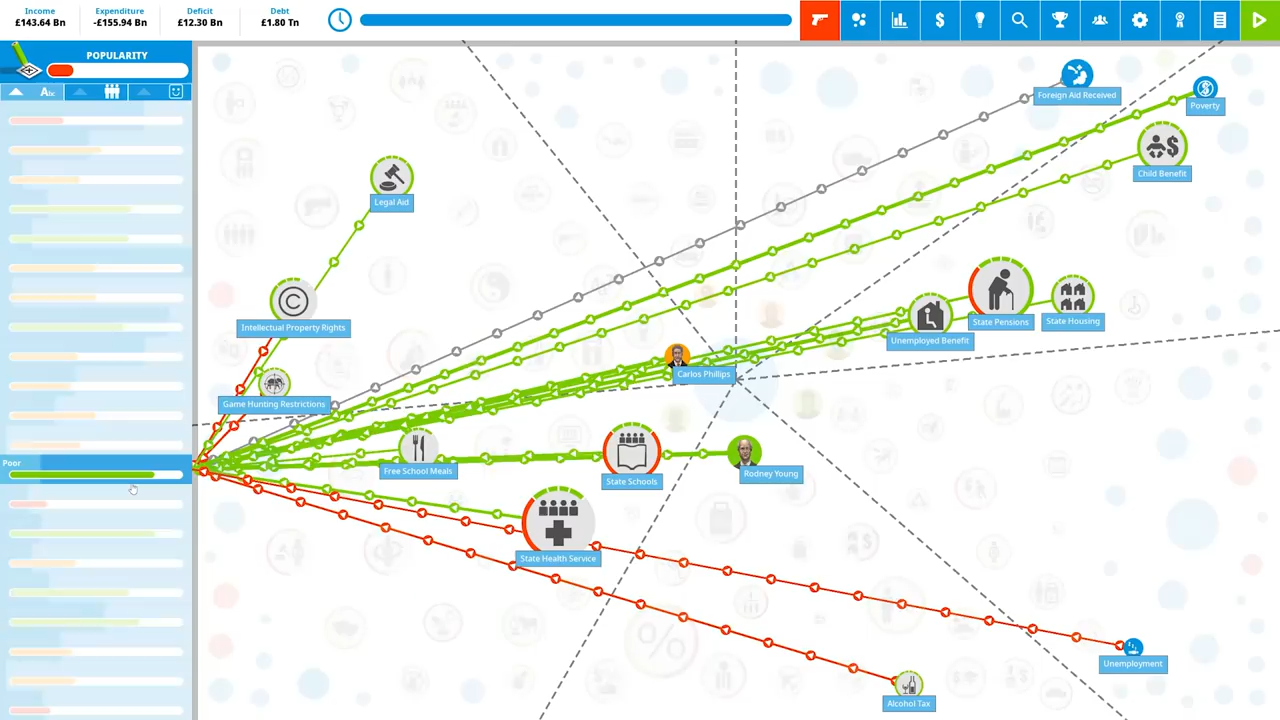 Income
£143.64 Bn
Expenditure
-£155.94 Bn
Deficit
£12.30 Bn
Debt
£1.80 Tn
POPULARITY
Abc
Poor
Foreign Aid Received
Poverty
Child Benefit
Legal Aid
Intellectual Property Rights
State Pensions
State Housing
Unemployed Benefit
Carlos Phillips
Game Hunting Restrictions
Free School Meals
State Schools
Rodney Young
State Health Service
Unemployment
Alcohol Tax